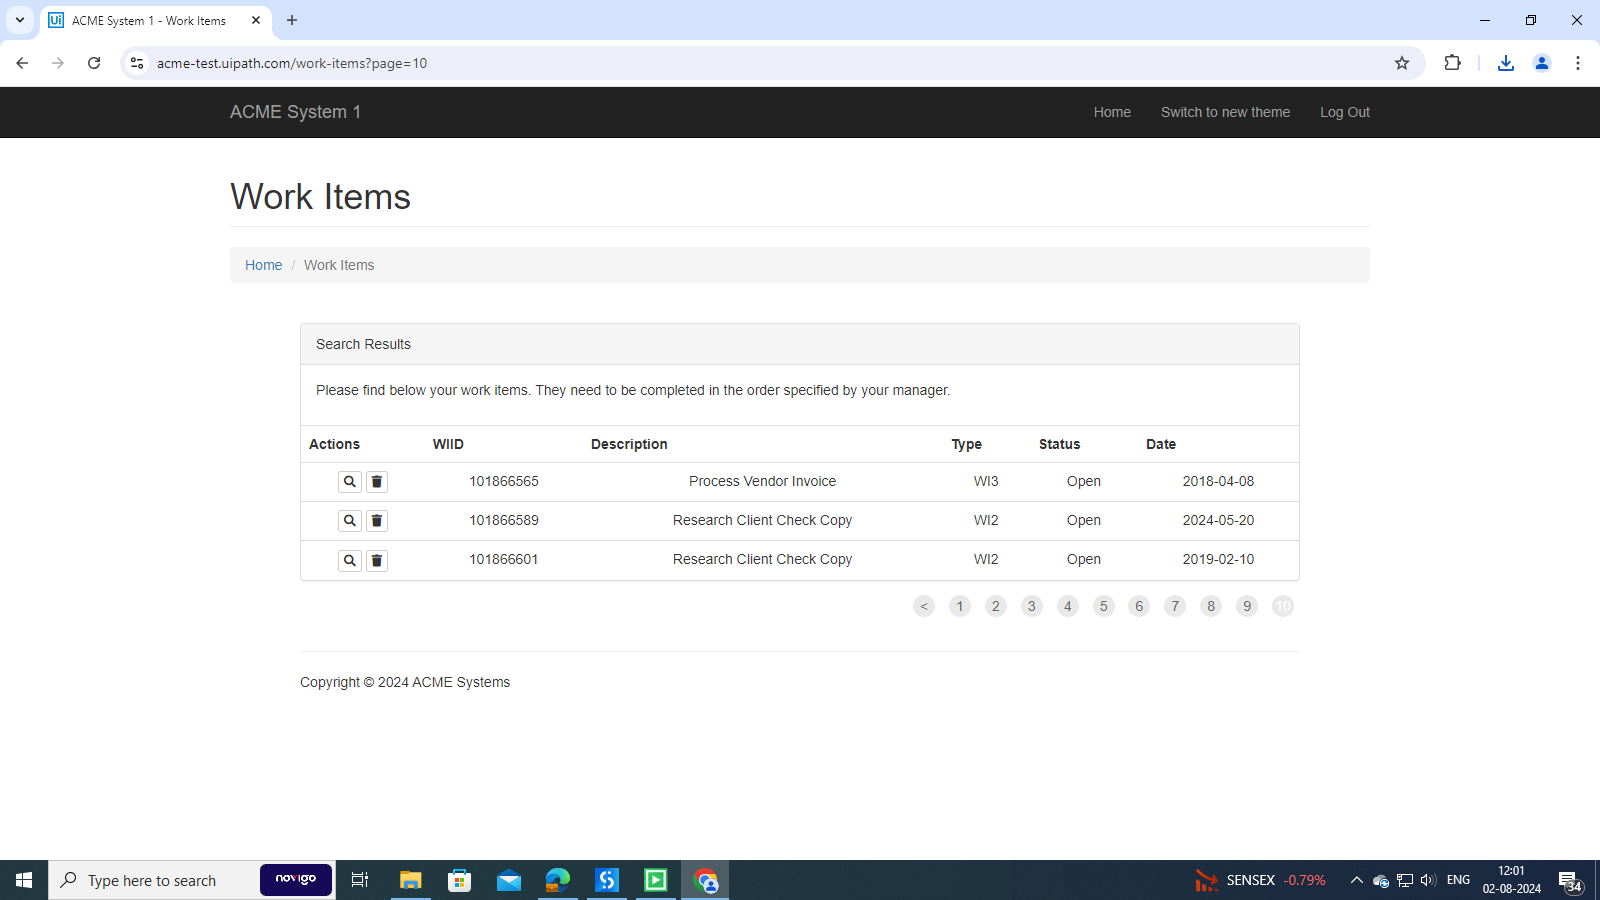 Ui ACME System 1 - Work Items
acme-test.uipath.com/work-items?page=10
ACME System 1 Home Switch to new theme Log Out
Work Items
Home / Work Items
Search Results
Please find below your work items. They need to be completed in the order specified by your manager.
Actions WIID Description Type Status Date
101866565 Process Vendor Invoice WI3 Open 2018-04-08
101866589 Research Client Check Copy WI2 Open 2024-05-20
101866601 Research Client Check Copy WI2 Open 2019-02-10
< 1 2 3 4 5 6 7 8 9 10
Copyright © 2024 ACME Systems
Type here to search novigo SENSEX -0.79% ENG 12:01
02-08-2024 34